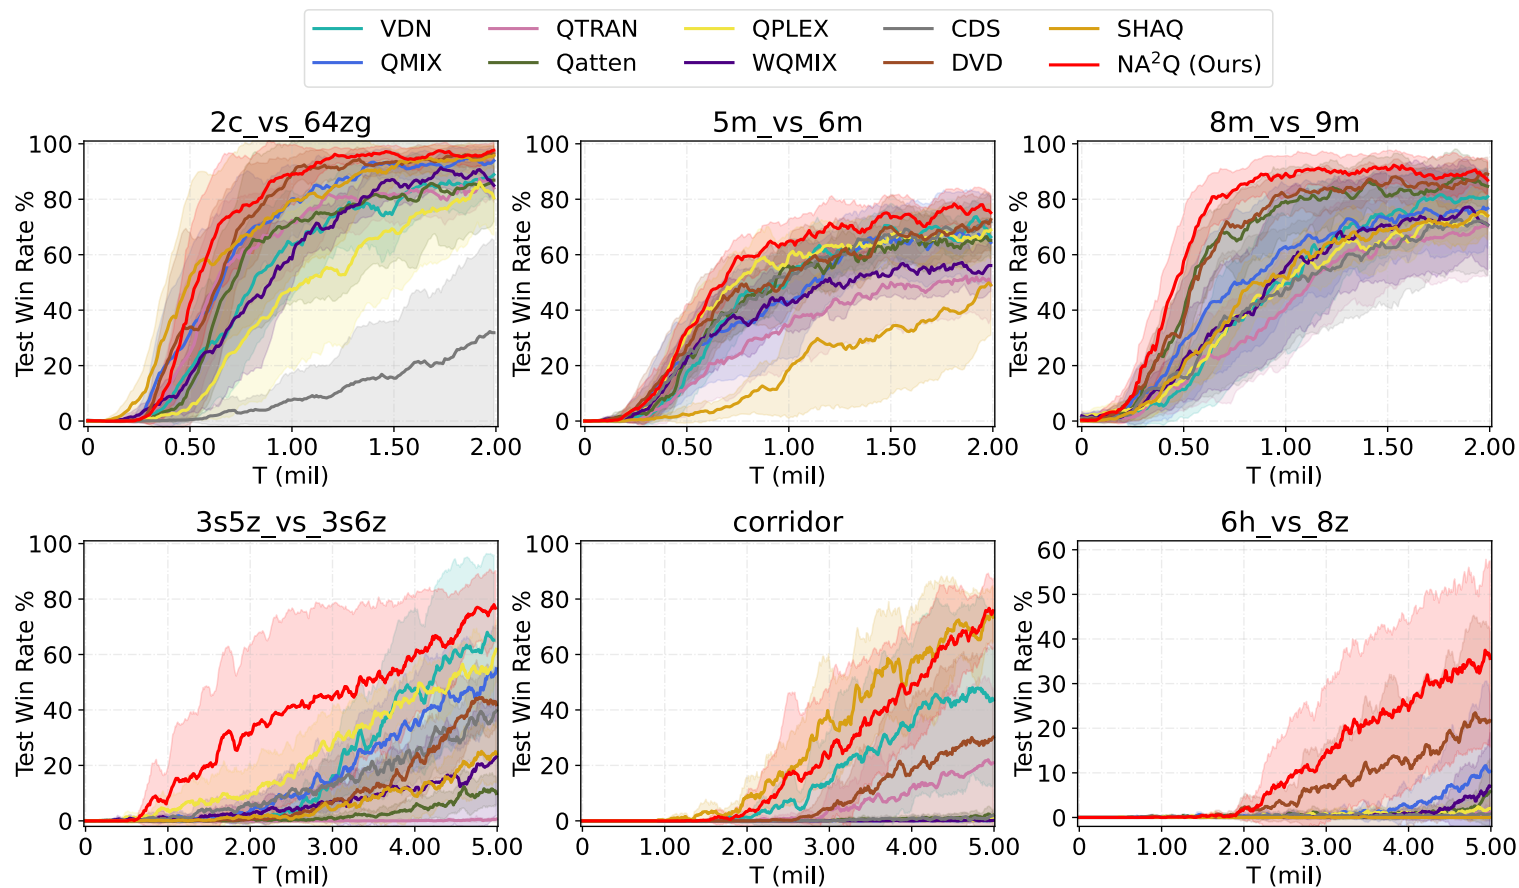 VDN QTRAN QPLEX CDS SHAQ
QMIX Qatten WQMIX DVD NA²Q (Ours)
2c_vs_64zg
Test Win Rate %
100
80
60
40
20
0
0 0.50 1.00 1.50 2.00
T (mil)
5m_vs_6m
Test Win Rate %
100
80
60
40
20
0
0 0.50 1.00 1.50 2.00
T (mil)
8m_vs_9m
Test Win Rate %
100
80
60
40
20
0
0 0.50 1.00 1.50 2.00
T (mil)
3s5z_vs_3s6z
Test Win Rate %
100
80
60
40
20
0
0 1.00 2.00 3.00 4.00 5.00
T (mil)
corridor
Test Win Rate %
100
80
60
40
20
0
0 1.00 2.00 3.00 4.00 5.00
T (mil)
6h_vs_8z
Test Win Rate %
60
50
40
30
20
10
0
0 1.00 2.00 3.00 4.00 5.00
T (mil)